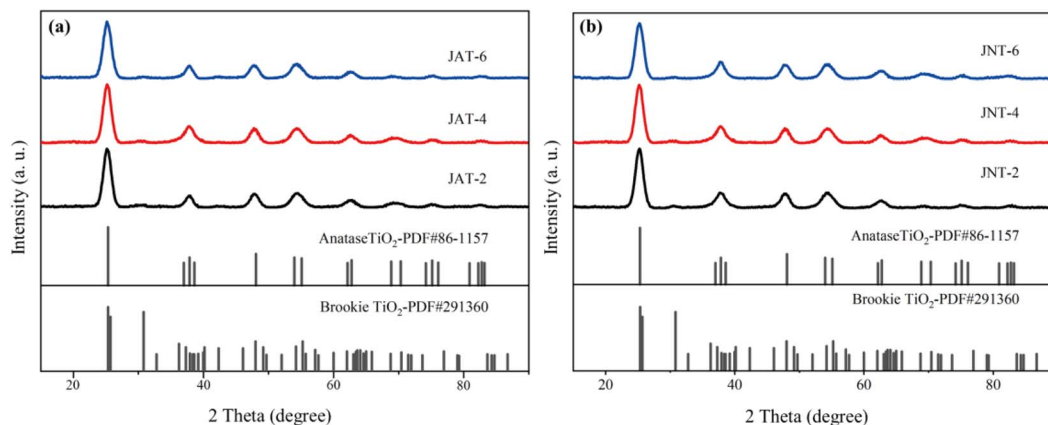 (a)
JAT-6
JAT-4
JAT-2
AnataseTiO₂-PDF#86-1157
Brookie TiO₂-PDF#291360
Intensity (a. u.)
20 40 60 80
2 Theta (degree)
(b)
JNT-6
JNT-4
JNT-2
AnataseTiO₂-PDF#86-1157
Brookie TiO₂-PDF#291360
Intensity (a. u.)
20 40 60 80
2 Theta (degree)